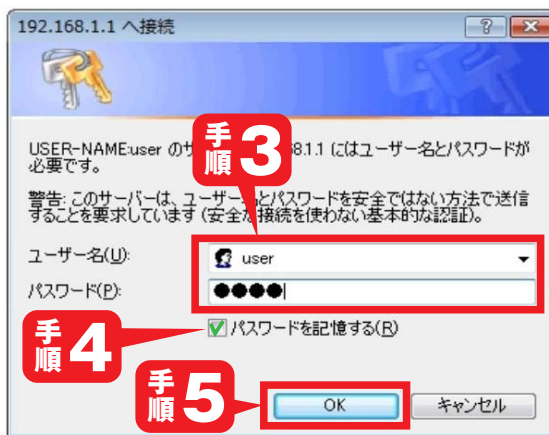 192.168.1.1 へ接続
USER-NAME:user のサ 68.1.1 にはユーザー名とパスワードが
必要です。
手順3
警告: このサーバーは、ユーザー名とパスワードを安全ではない方法で送信
することを要求しています (安全な接続を使わない基本的な認証)。
ユーザー名(U):
user
パスワード(P):
●●●●
パスワードを記憶する(R)
手順4
手順5
OK
キャンセル